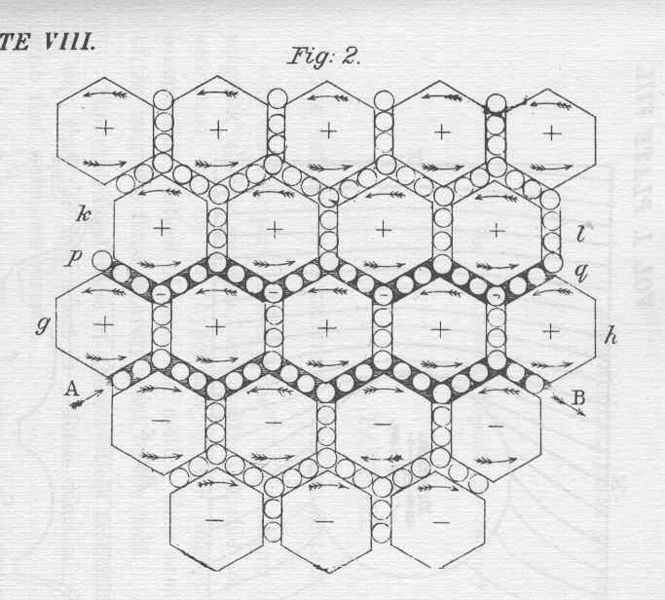 TE VIII.
Fig: 2.
+ + + + +
k + + + + l
p q
- - - -
g + + + + + h
A B
- - - -
- - -